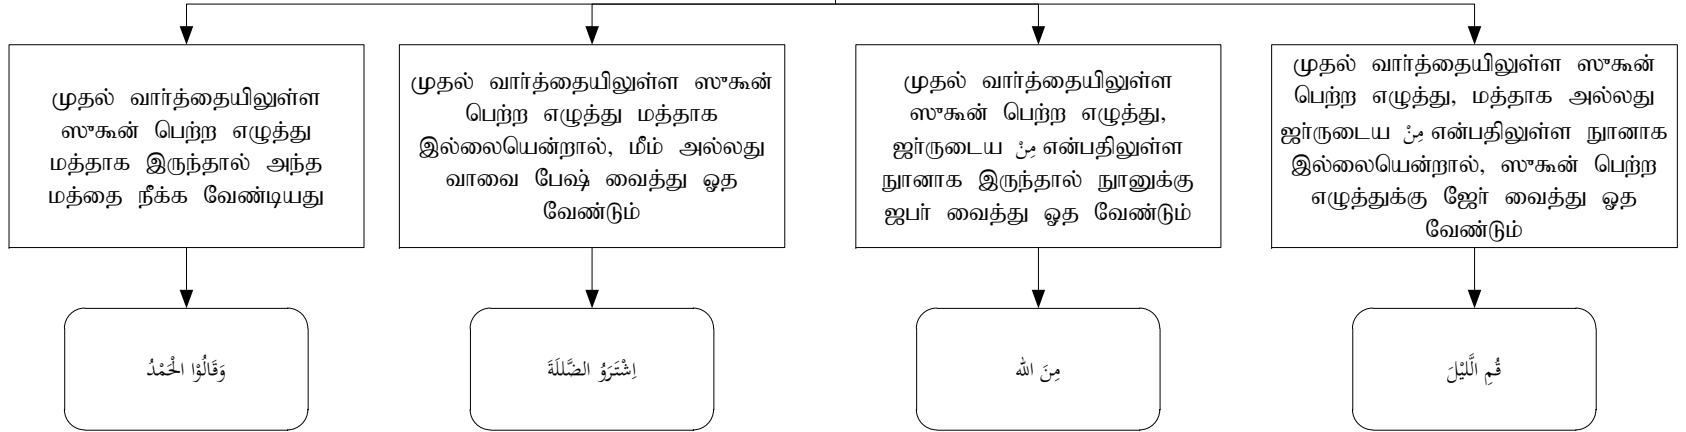 முதல் வார்த்தையிலுள்ள
ஸுகூன் பெற்ற எழுத்து
மத்தாக இருந்தால் அந்த
மத்தை நீக்க வேண்டியது
முதல் வார்த்தையிலுள்ள ஸுகூன்
பெற்ற எழுத்து மத்தாக
இல்லையென்றால், மீம் அல்லது
வாவை பேஷ் வைத்து ஓத
வேண்டும்
முதல் வார்த்தையிலுள்ள
ஸுகூன் பெற்ற எழுத்து,
ஜர்ருடைய مِنْ என்பதிலுள்ள
நூனாக இருந்தால் நூனுக்கு
ஜபர் வைத்து ஓத வேண்டும்
முதல் வார்த்தையிலுள்ள ஸுகூன்
பெற்ற எழுத்து, மத்தாக அல்லது
ஜர்ருடைய مِنْ என்பதிலுள்ள நூனாக
இல்லையென்றால், ஸுகூன் பெற்ற
எழுத்துக்கு ஜேர் வைத்து ஓத
வேண்டும்
وَقَالُوْا الْحَمْدُ
اِشْتَرَوُ الضَّللَةَ
مِنَ الله
قُمِ الَّليْلَ